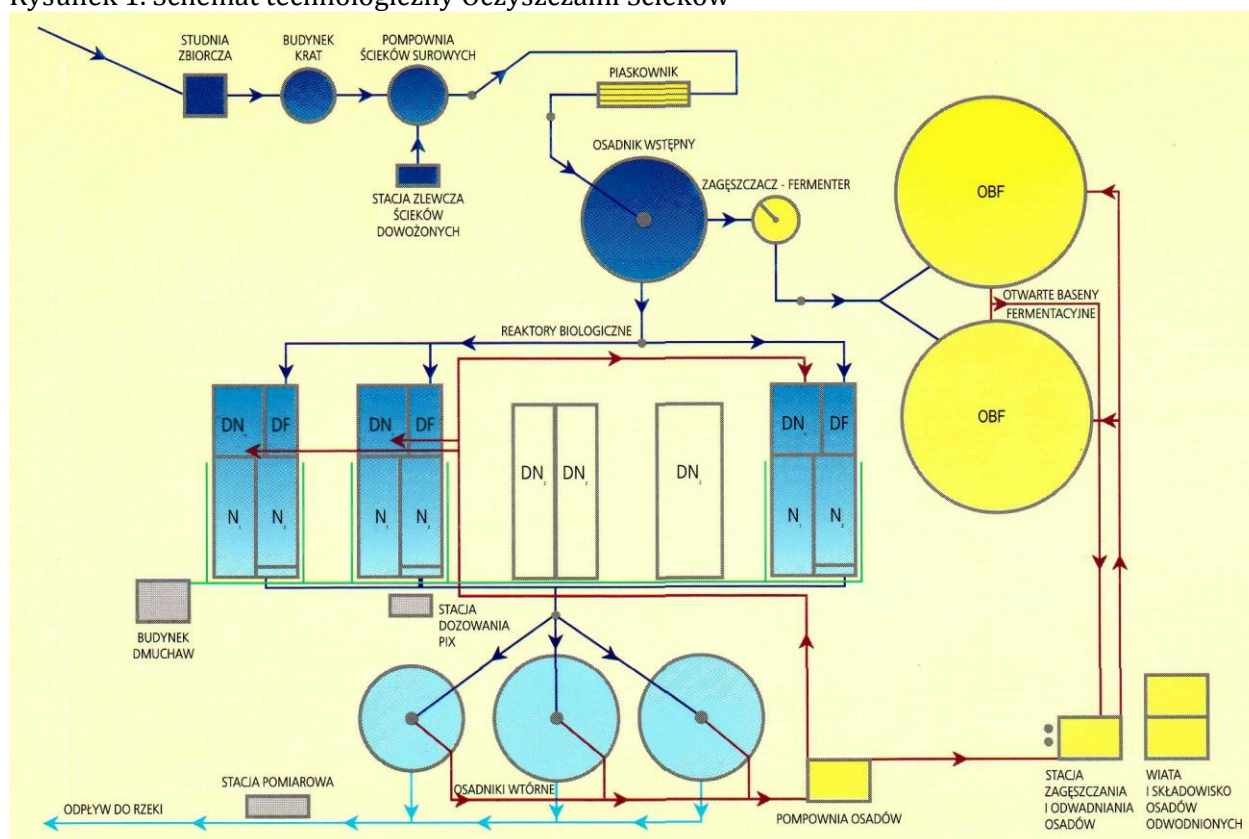 Rysunek 1. Schemat technologiczny Oczyszczalni Ścieków
STUDNIA
ZBIORCZA
BUDYNEK
KRAT
POMPOWNIA
ŚCIEKÓW SUROWYCH
PIASKOWNIK
STACJA ZLEWCZA
ŚCIEKÓW
DOWOŻONYCH
OSADNIK WSTĘPNY
ZAGĘSZCZACZ - FERMENTER
OBF
OTWARTE BASENY
FERMENTACYJNE
OBF
REAKTORY BIOLOGICZNE
DN
DF
DN
DF
DN
DF
DN
DN
DN
N
N
N
N
N
N
BUDYNEK
DMUCHAW
STACJA
DOZOWANIA
PIX
STACJA POMIAROWA
OSADNIKI WTÓRNE
ODPŁYW DO RZEKI
POMPOWNIA OSADÓW
STACJA
ZAGĘSZCZANIA
I ODWADNIANIA
OSADÓW
WIATA
I SKŁADOWISKO
OSADÓW
ODWODNIONYCH